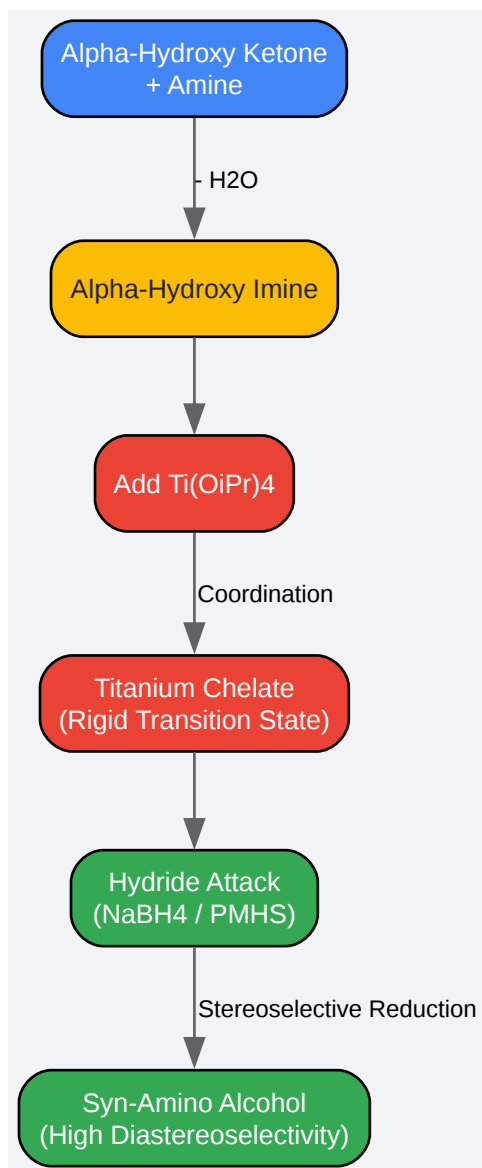 Alpha-Hydroxy Ketone
+ Amine
- H2O
Alpha-Hydroxy Imine
Add Ti(OiPr)4
Coordination
Titanium Chelate
(Rigid Transition State)
Hydride Attack
(NaBH4 / PMHS)
Stereoselective Reduction
Syn-Amino Alcohol
(High Diastereoselectivity)